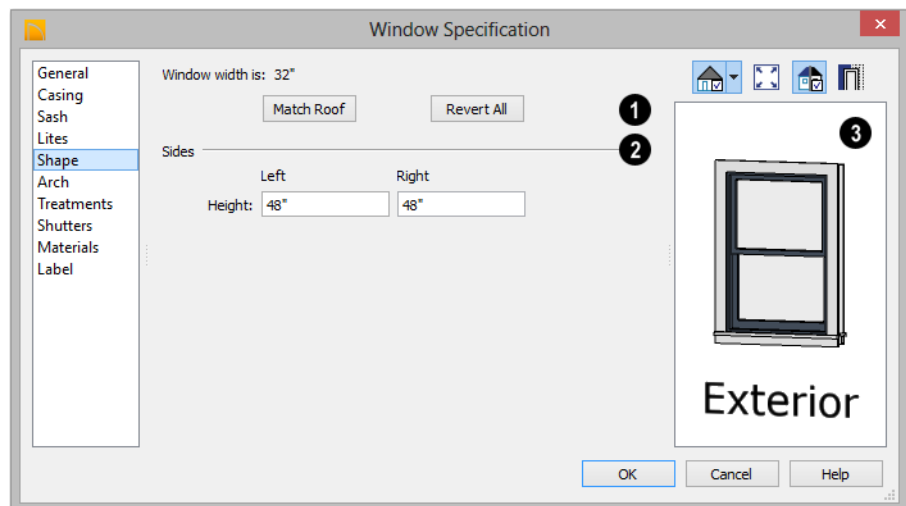 Window Specification
General
Casing
Sash
Lites
Shape
Arch
Treatments
Shutters
Materials
Label
Window width is: 32"
Match Roof Revert All 1
Sides 2
Left Right
Height: 48" 48"
3
Exterior
OK Cancel Help